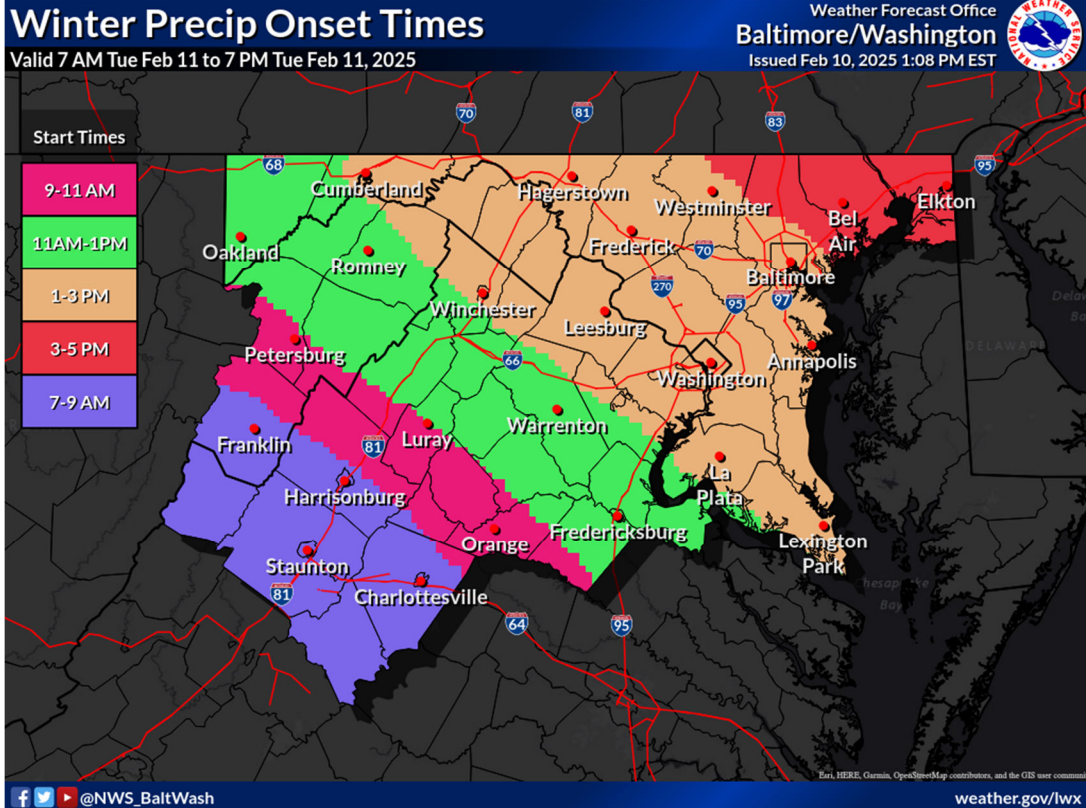 Winter Precip Onset Times
Valid 7 AM Tue Feb 11 to 7 PM Tue Feb 11, 2025
Weather Forecast Office
Baltimore/Washington
Issued Feb 10, 2025 1:08 PM EST
NATIONAL WEATHER SERVICE
Start Times
9-11 AM
11AM-1PM
1-3 PM
3-5 PM
7-9 AM
70
81
83
95
68
Cumberland
Hagerstown
Westminster
Elkton
Bel
Air
Oakland
Romney
Frederick
70
Baltimore
270
95
97
Winchester
Leesburg
Petersburg
66
Washington
Annapolis
DELAWARE
Franklin
81
Luray
Warrenton
La
Plata
Harrisonburg
Orange
Fredericksburg
Lexington
Park
Staunton
81
Charlottesville
64
95
Chesapeake
Bay
Esri, HERE, Garmin, OpenStreetMap contributors, and the GIS user
@NWS_BaltWash
weather.gov/lwx